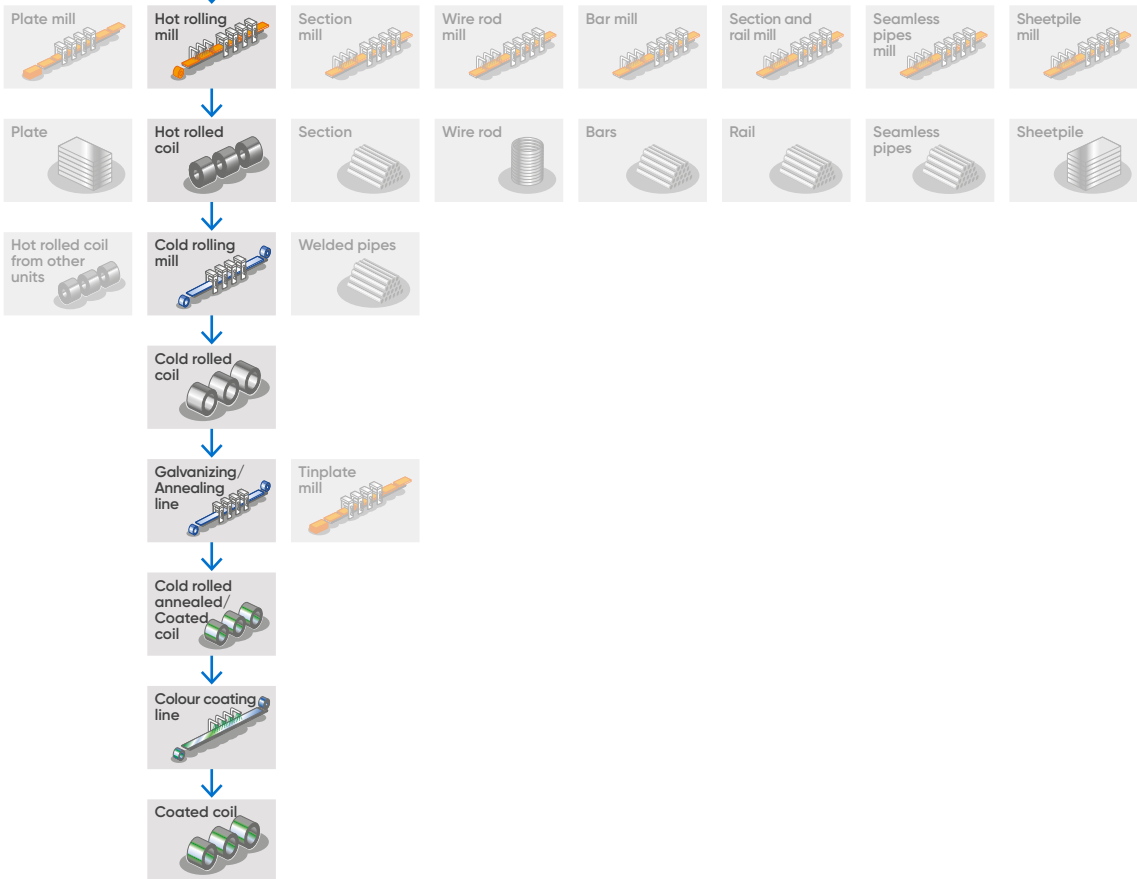 Plate mill
Hot rolling
mill
Section
mill
Wire rod
mill
Bar mill
Section and
rail mill
Seamless
pipes
mill
Sheetpile
mill
Plate
Hot rolled
coil
Section
Wire rod
Bars
Rail
Seamless
pipes
Sheetpile
Hot rolled coil
from other
units
Cold rolling
mill
Welded pipes
Cold rolled
coil
Galvanizing/
Annealing
line
Tinplate
mill
Cold rolled
annealed/
Coated
coil
Colour coating
line
Coated coil